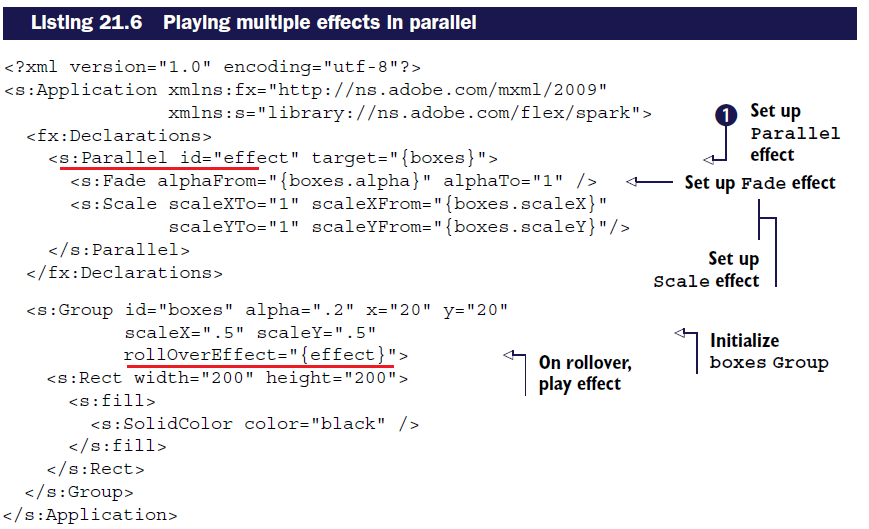 Listing 21.6 Playing multiple effects in parallel
<?xml version="1.0" encoding="utf-8"?>
<s:Application xmlns:fx="http://ns.adobe.com/mxml/2009"
xmlns:s="library://ns.adobe.com/flex/spark">
<fx:Declarations>
<s:Parallel id="effect" target="{boxes}">
<s:Fade alphaFrom="{boxes.alpha}" alphaTo="1" />
<s:Scale scaleXTo="1" scaleXFrom="{boxes.scaleX}"
scaleYTo="1" scaleYFrom="{boxes.scaleY}"/>
</s:Parallel>
</fx:Declarations>
1 Set up
Parallel
effect
Set up Fade effect
Set up
Scale effect
<s:Group id="boxes" alpha=".2" x="20" y="20"
scaleX=".5" scaleY=".5"
rollOverEffect="{effect}">
<s:Rect width="200" height="200">
<s:fill>
<s:SolidColor color="black" />
</s:fill>
</s:Rect>
</s:Group>
</s:Application>
On rollover,
play effect
Initialize
boxes Group